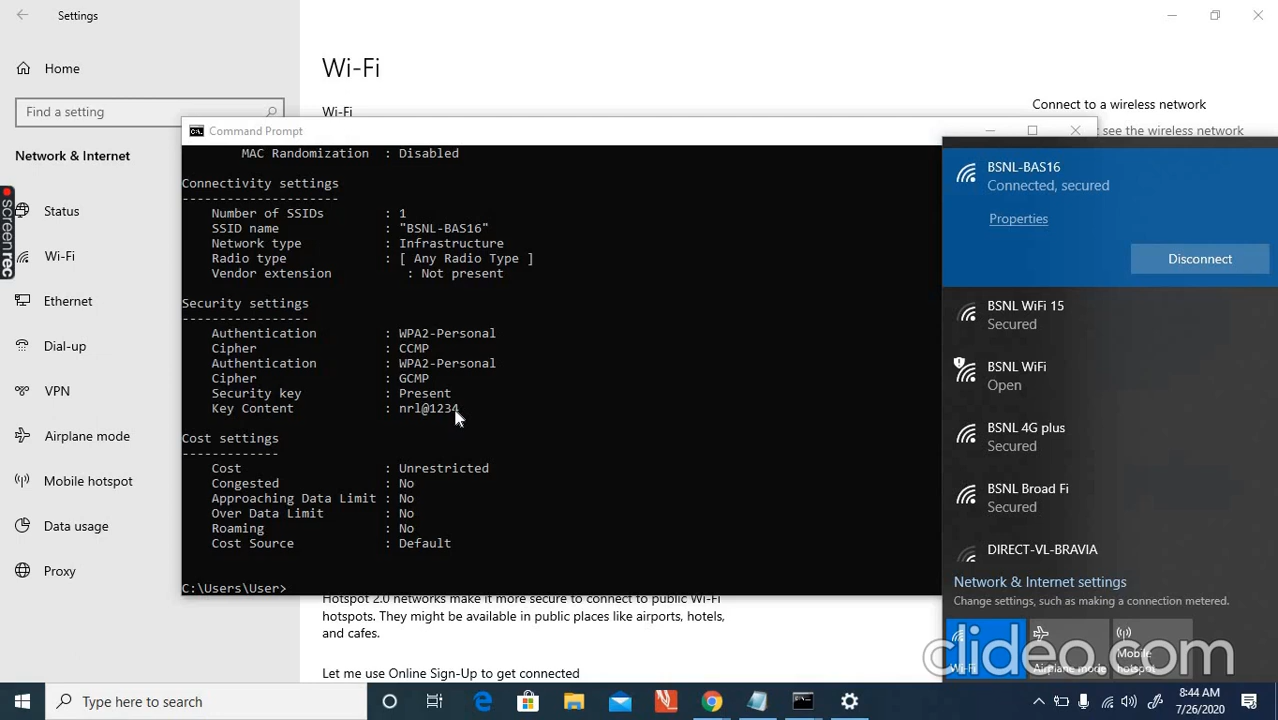 Settings
Home
Find a setting
Network & Internet
Status
Wi-Fi
Ethernet
Dial-up
VPN
Airplane mode
Mobile hotspot
Data usage
Proxy
screenrec
Wi-Fi
Wi-Fi
Connect to a wireless network
see the wireless network
Command Prompt
MAC Randomization : Disabled
Connectivity settings
---------------------
Number of SSIDs : 1
SSID name : "BSNL-BAS16"
Network type : Infrastructure
Radio type : [ Any Radio Type ]
Vendor extension : Not present
Security settings
-----------------
Authentication : WPA2-Personal
Cipher : CCMP
Authentication : WPA2-Personal
Cipher : GCMP
Security key : Present
Key Content : nrl@1234
Cost settings
-------------
Cost : Unrestricted
Congested : No
Approaching Data Limit : No
Over Data Limit : No
Roaming : No
Cost Source : Default
C:\Users\User>
Hotspot 2.0 networks make it more secure to connect to public Wi-Fi
hotspots. They might be available in public places like airports, hotels,
and cafes.
Let me use Online Sign-Up to get connected
BSNL-BAS16
Connected, secured
Properties
Disconnect
BSNL WiFi 15
Secured
BSNL WiFi
Open
BSNL 4G plus
Secured
BSNL Broad Fi
Secured
DIRECT-VL-BRAVIA
Network & Internet settings
Change settings, such as making a connection metered.
Wi-Fi
Airplane mode
Mobile
hotspot
clideo.com
Type here to search
8:44 AM
7/26/2020